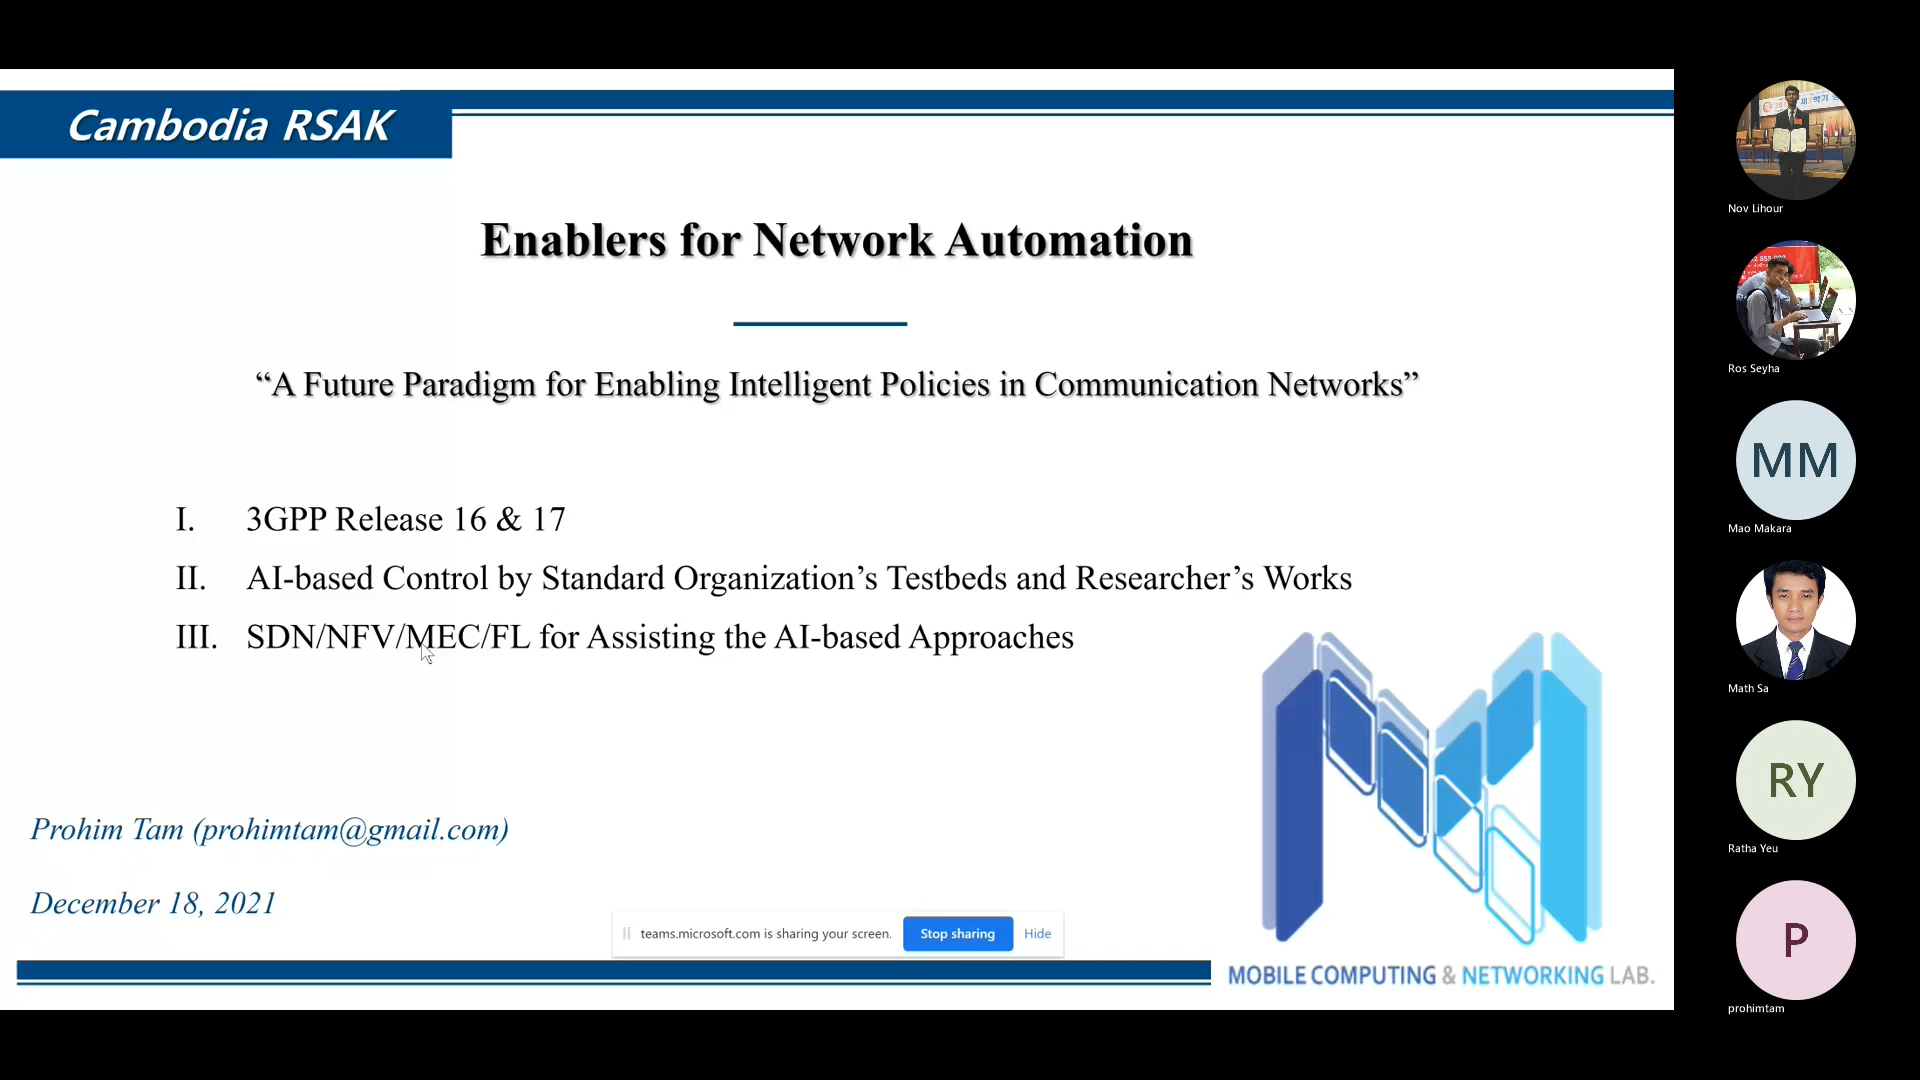 Cambodia RSAK
Enablers for Network Automation
“A Future Paradigm for Enabling Intelligent Policies in Communication Networks”
I. 3GPP Release 16 & 17
II. AI-based Control by Standard Organization’s Testbeds and Researcher’s Works
III. SDN/NFV/MEC/FL for Assisting the AI-based Approaches
Prohim Tam (prohimtam@gmail.com)
December 18, 2021
teams.microsoft.com is sharing your screen. Stop sharing Hide
MOBILE COMPUTING & NETWORKING LAB.
Nov Lihour
Ros Seyha
MM
Mao Makara
Math Sa
RY
Ratha Yeu
P
prohimtam